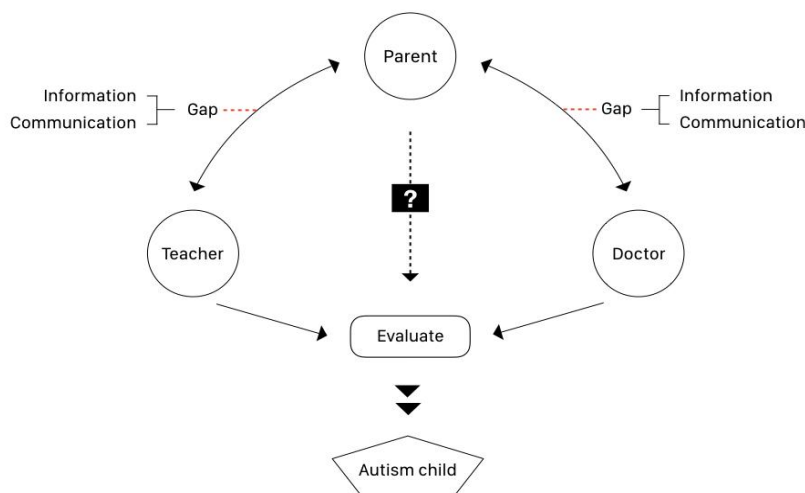 Parent
Information
Communication
Gap
Gap
Information
Communication
?
Teacher
Doctor
Evaluate
Autism child